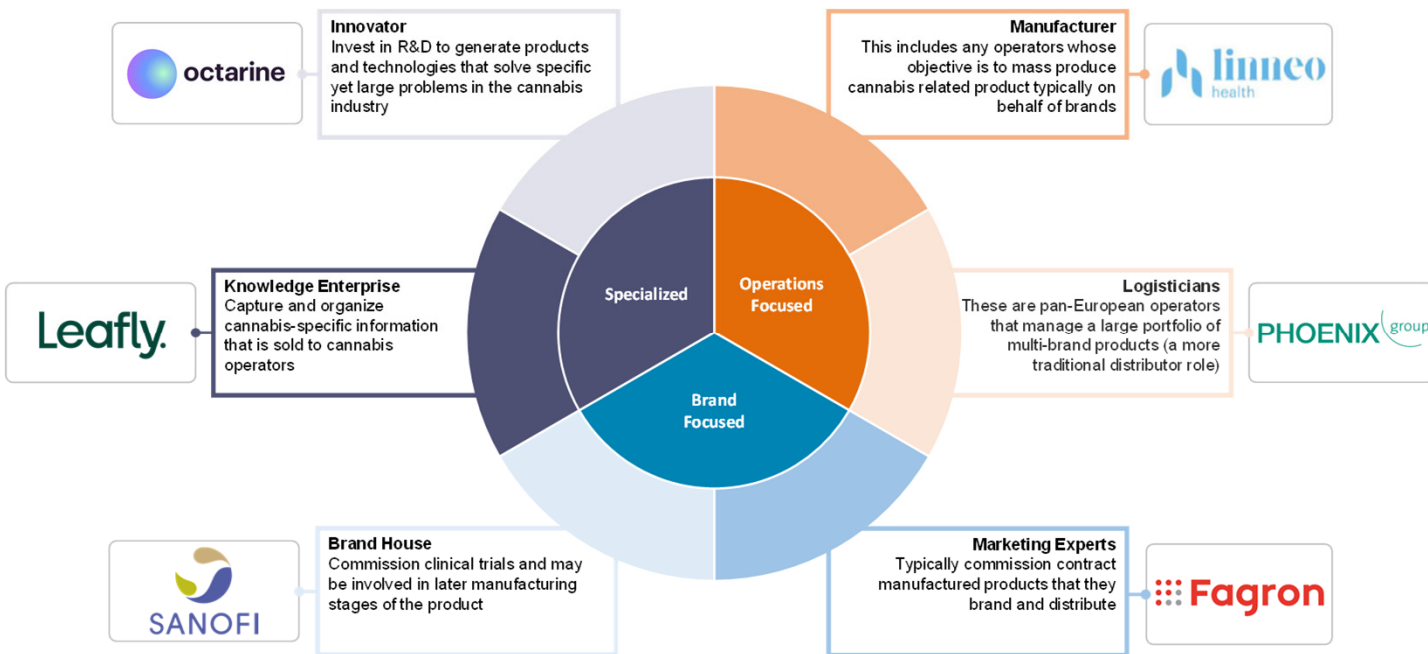 octarine
Innovator
Invest in R&D to generate products
and technologies that solve specific
yet large problems in the cannabis
industry
Manufacturer
This includes any operators whose
objective is to mass produce
cannabis related product typically on
behalf of brands
linneo
health
Leafly.
Knowledge Enterprise
Capture and organize
cannabis-specific information
that is sold to cannabis
operators
Specialized
Operations
Focused
Brand
Focused
Logisticians
These are pan-European operators
that manage a large portfolio of
multi-brand products (a more
traditional distributor role)
PHOENIX group
SANOFI
Brand House
Commission clinical trials and may
be involved in later manufacturing
stages of the product
Marketing Experts
Typically commission contract
manufactured products that they
brand and distribute
Fagron